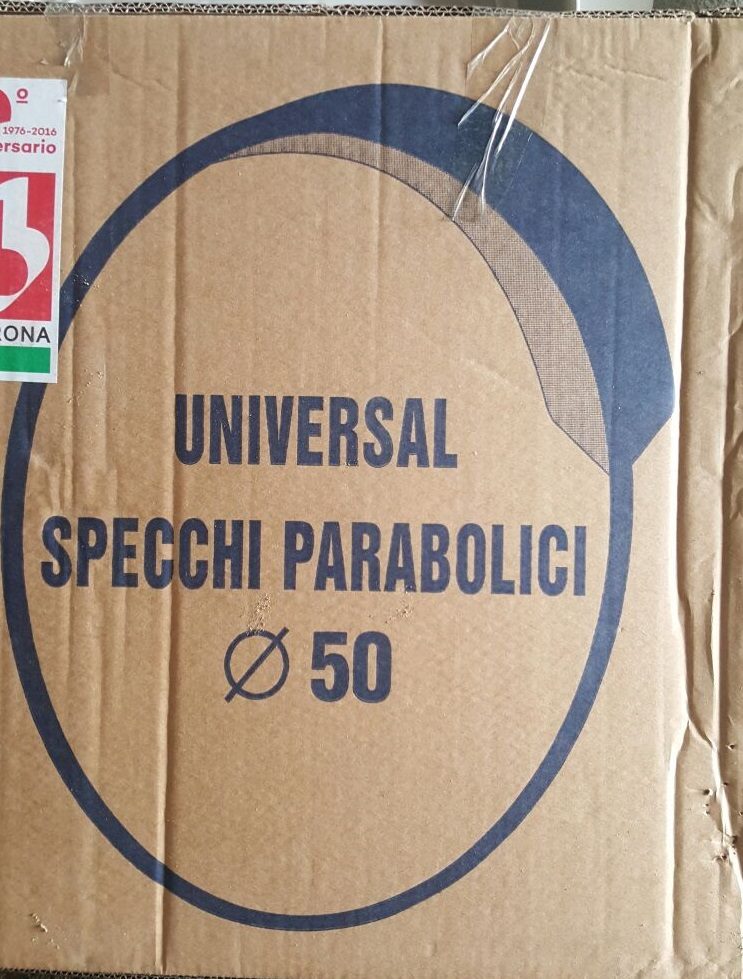 º
1976-2016
UNIVERSAL
SPECCHI PARABOLICI
Ø 50